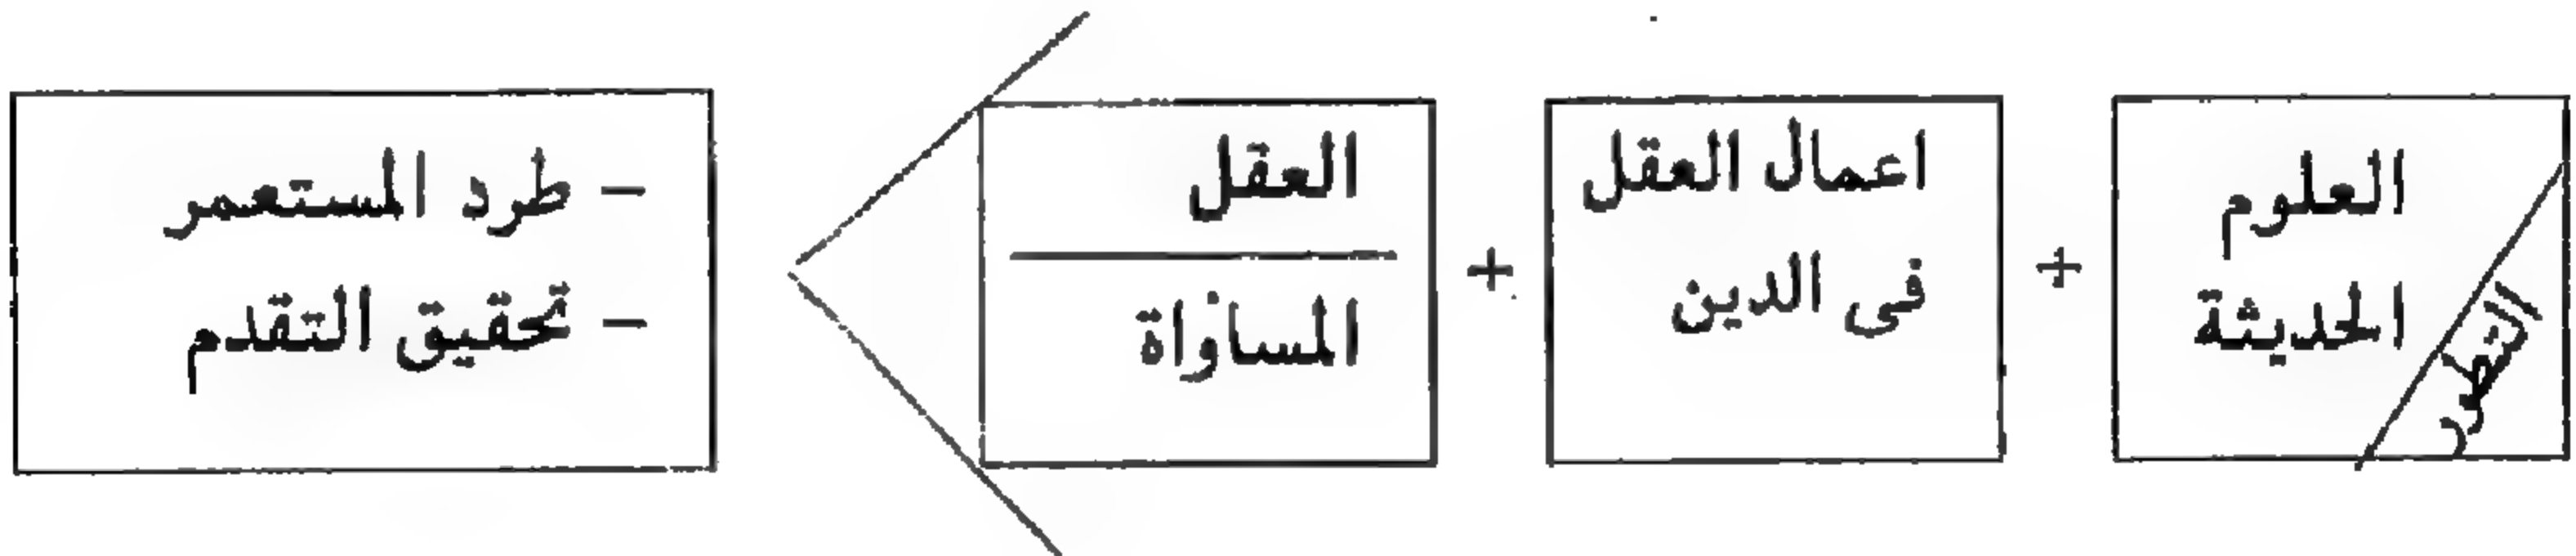 العلوم
الحديثة
التطور
+
اعمال العقل
فى الدين
+
العقل
المساواة
– طرد المستعمر
– تحقيق التقدم